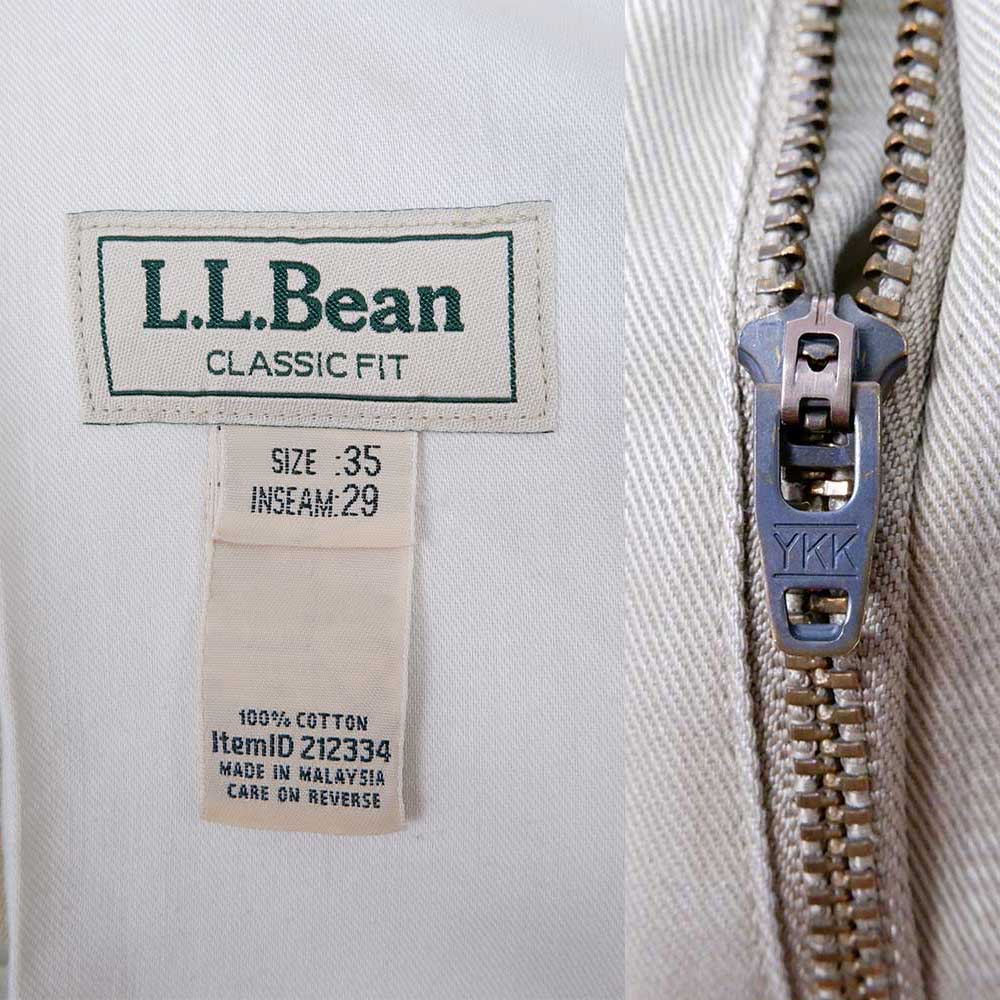 L.L.Bean
CLASSIC FIT
SIZE :35
INSEAM:29
100% COTTON
ItemID 212334
MADE IN MALAYSIA
CARE ON REVERSE
YKK